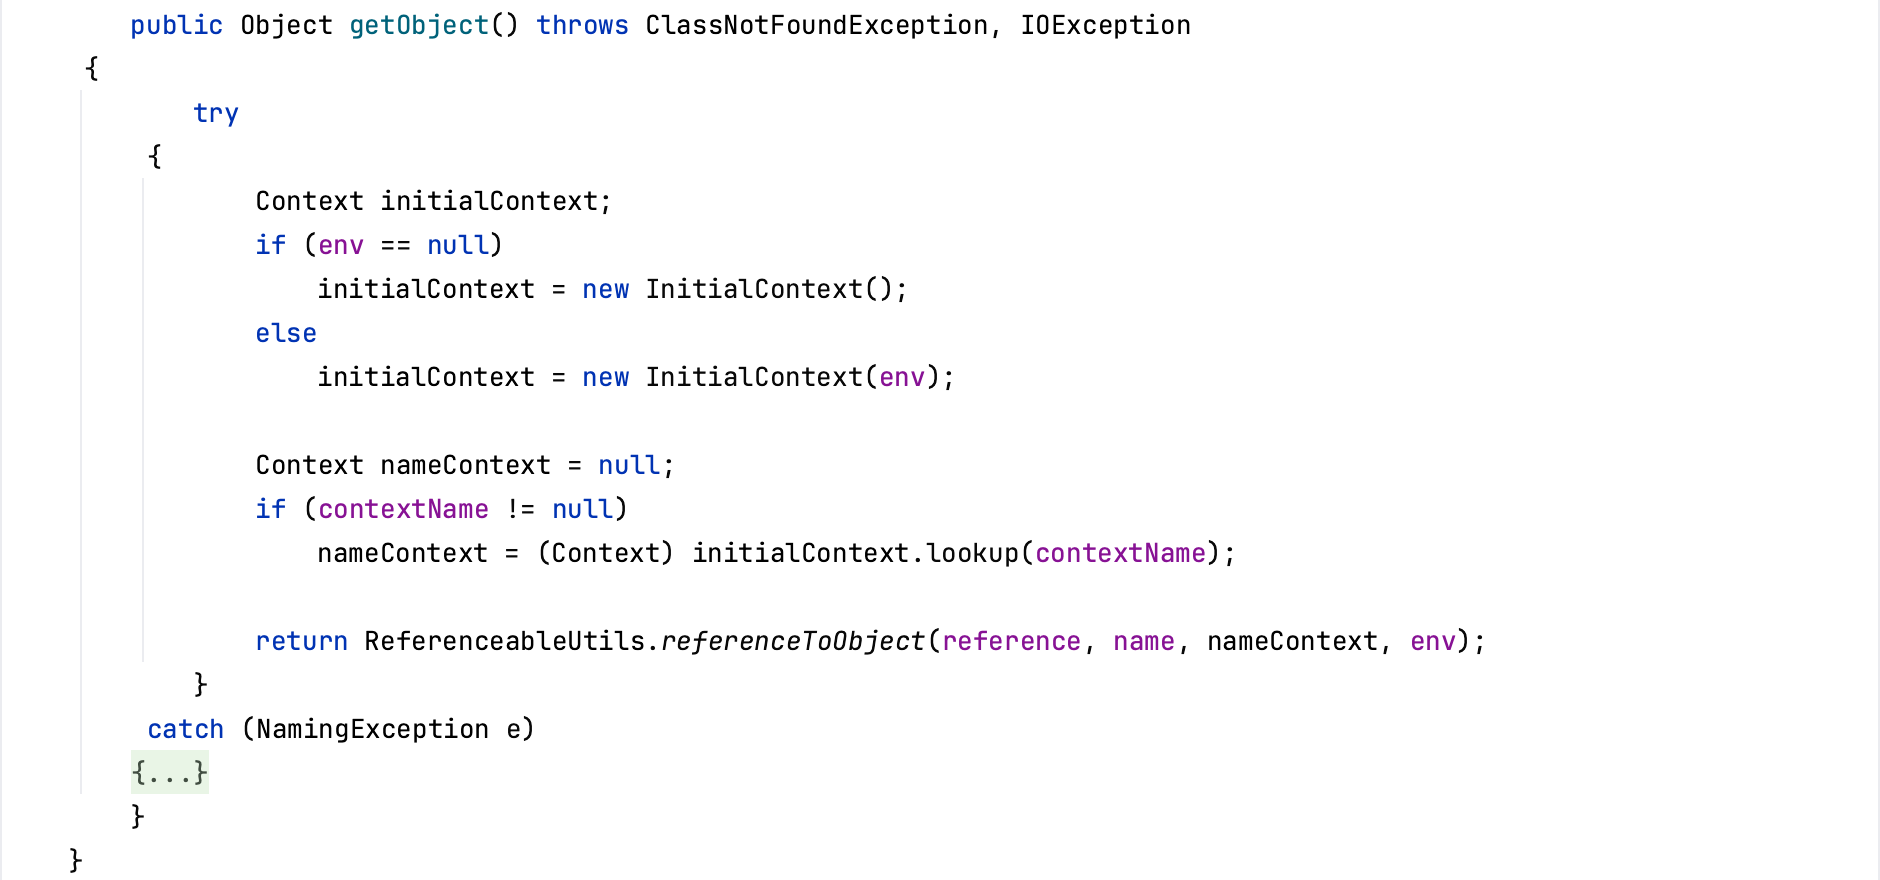 public Object getObject() throws ClassNotFoundException, IOException
{
try
{
Context initialContext;
if (env == null)
initialContext = new InitialContext();
else
initialContext = new InitialContext(env);
Context nameContext = null;
if (contextName != null)
nameContext = (Context) initialContext.lookup(contextName);
return ReferenceableUtils.referenceToObject(reference, name, nameContext, env);
}
catch (NamingException e)
{...}
}
}